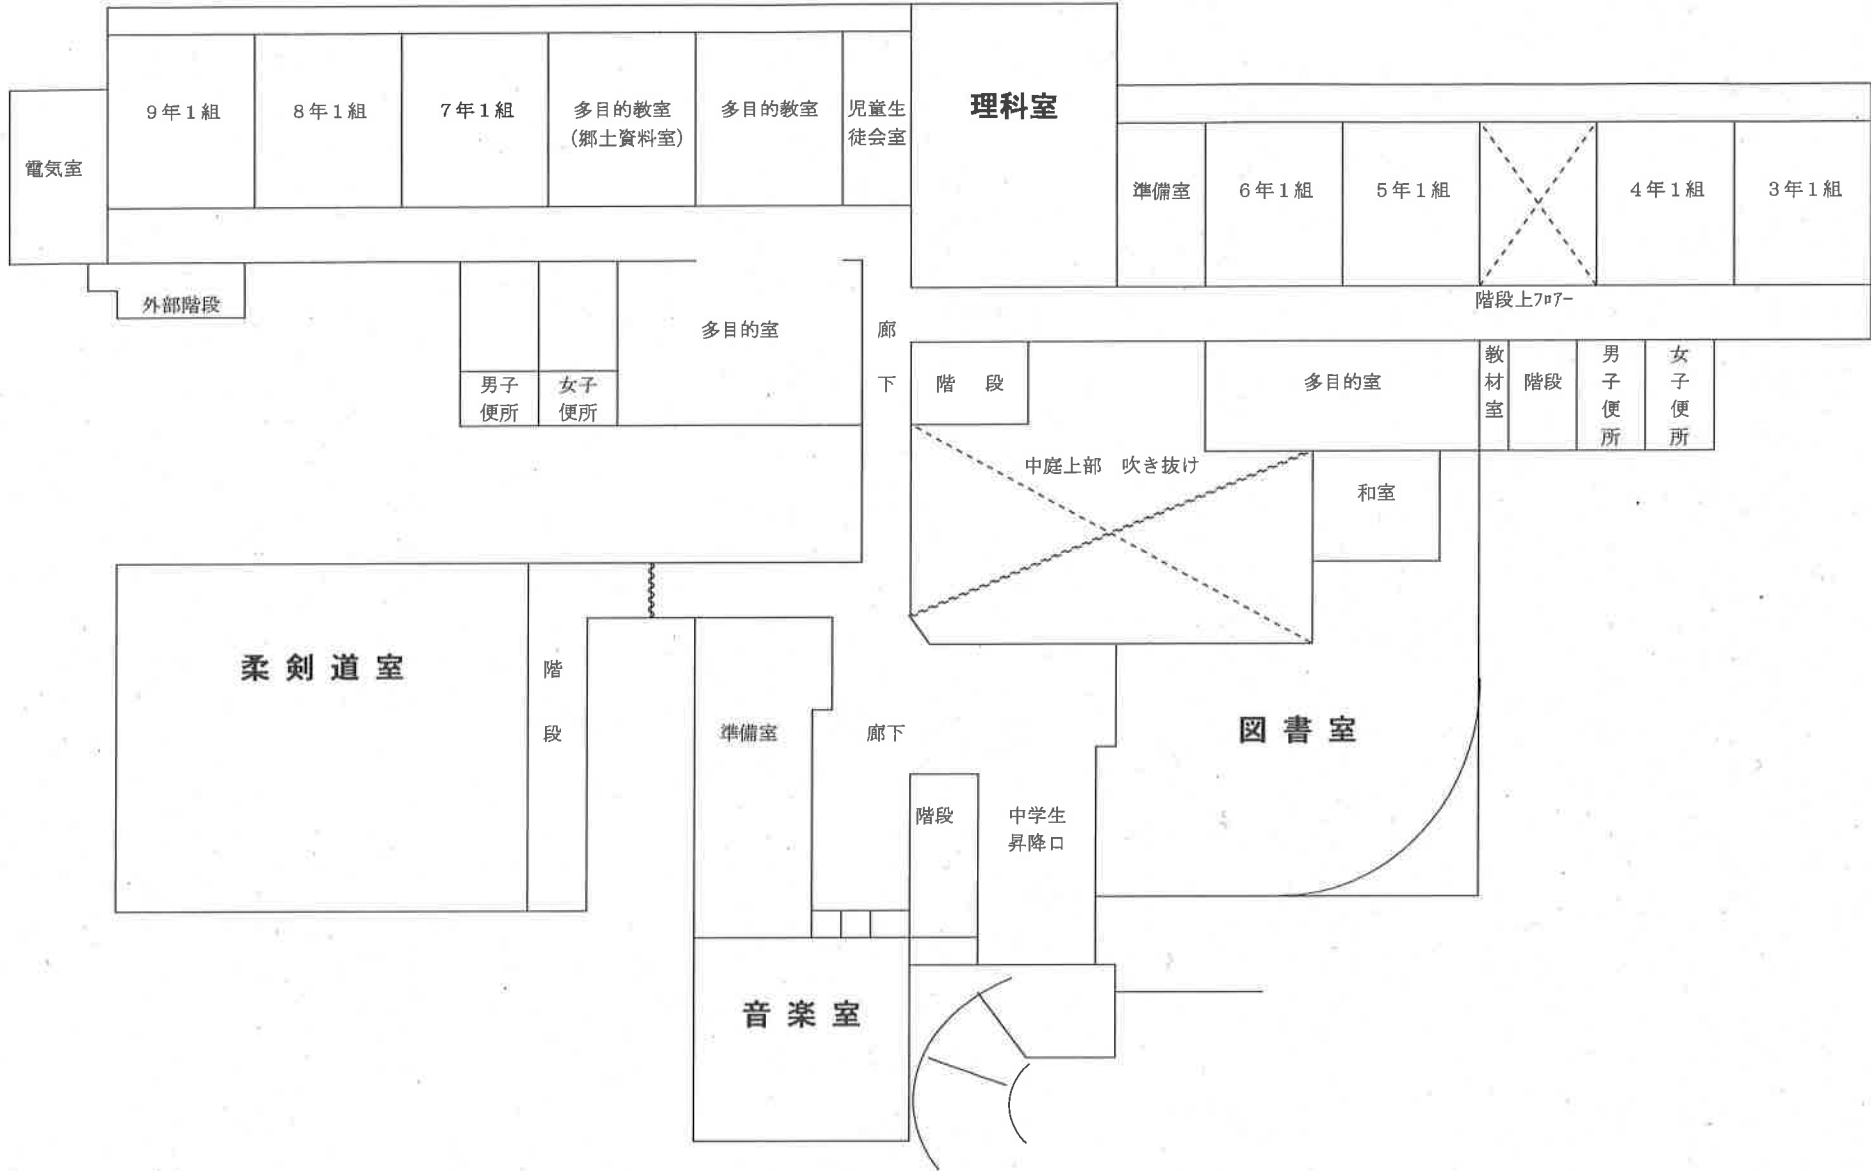 9年1組
8年1組
7年1組
多目的教室
(郷土資料室)
多目的教室
児童生
徒会室
理科室
電気室
準備室
6年1組
5年1組
4年1組
3年1組
外部階段
階段上フロアー
多目的室
廊
下
男子
便所
女子
便所
階 段
多目的室
教
材
室
階段
男
子
便
所
女
子
便
所
中庭上部 吹き抜け
和室
柔剣道室
階
段
準備室
廊下
図書室
階段
中学生
昇降口
音楽室